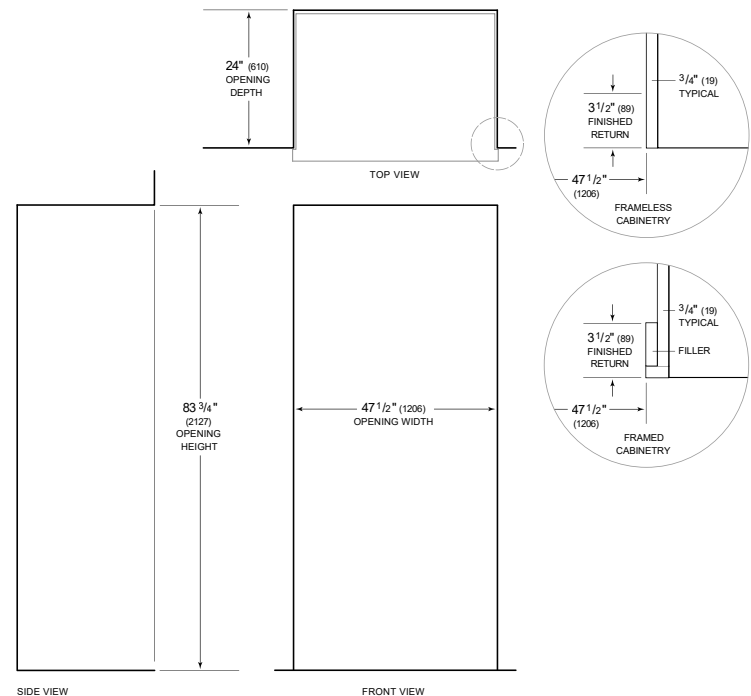 24" (610)
OPENING
DEPTH
TOP VIEW
3/4" (19)
TYPICAL
3 1/2" (89)
FINISHED
RETURN
47 1/2"
(1206)
FRAMELESS
CABINETRY
3/4" (19)
TYPICAL
3 1/2" (89)
FINISHED
RETURN
FILLER
47 1/2"
(1206)
FRAMED
CABINETRY
83 3/4"
(2127)
OPENING
HEIGHT
47 1/2" (1206)
OPENING WIDTH
SIDE VIEW
FRONT VIEW